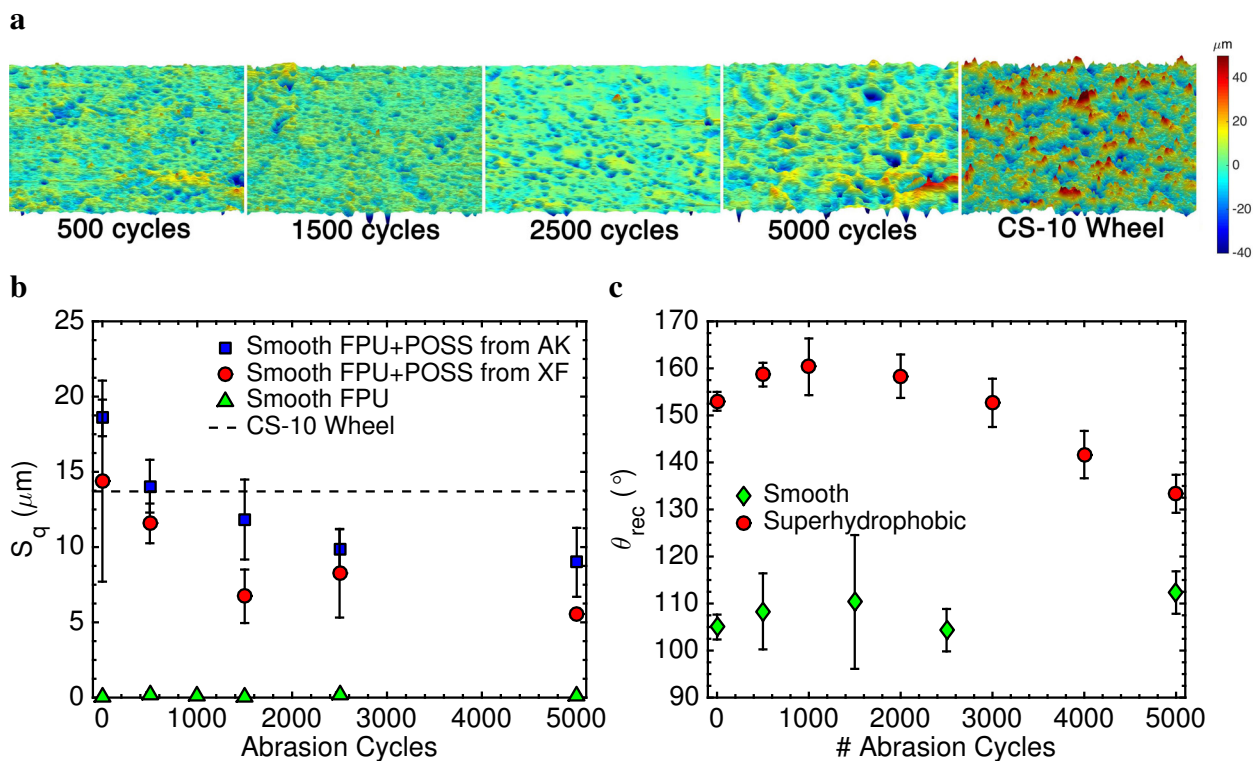 a
μm
40
20
0
-20
-40
500 cycles
1500 cycles
2500 cycles
5000 cycles
CS-10 Wheel
b
25
20
15
10
5
0
S_q (μm)
Smooth FPU+POSS from AK
Smooth FPU+POSS from XF
Smooth FPU
CS-10 Wheel
0 1000 2000 3000 4000 5000
Abrasion Cycles
c
170
160
150
140
130
120
110
100
90
θ_rec (°)
Smooth
Superhydrophobic
0 1000 2000 3000 4000 5000
# Abrasion Cycles